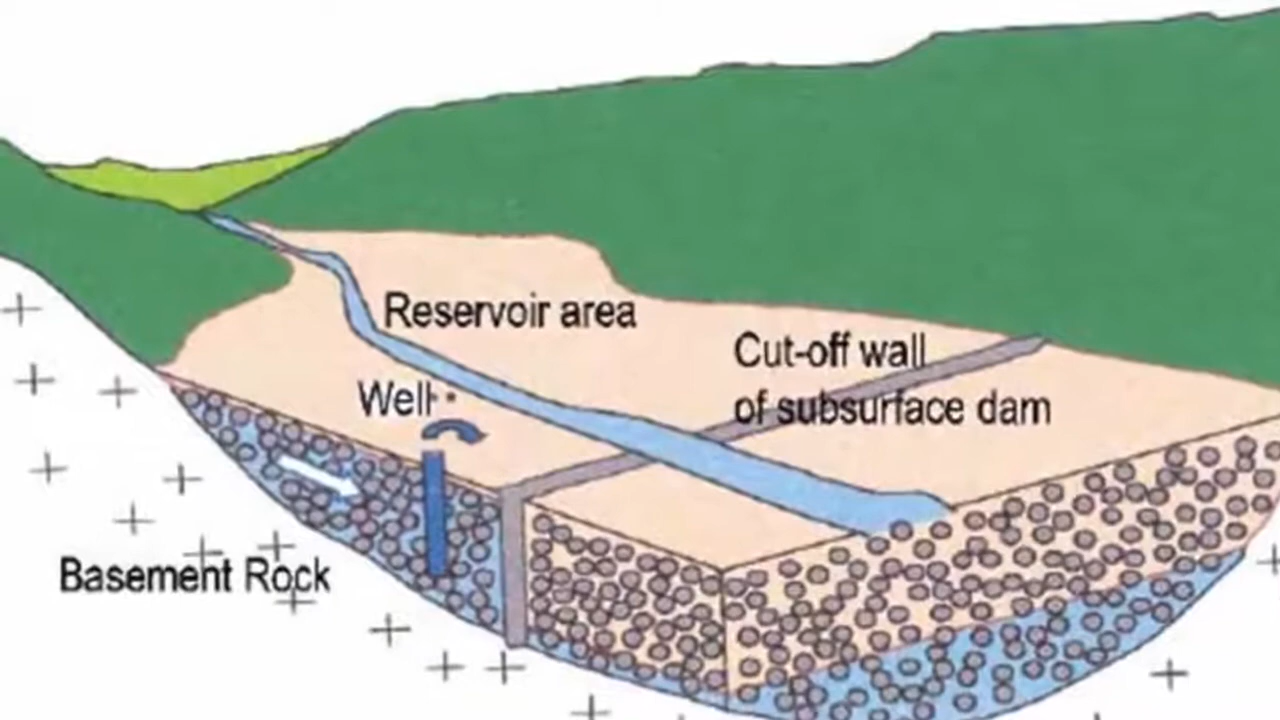 Reservoir area
Cut-off wall
of subsurface dam
Well
Basement Rock